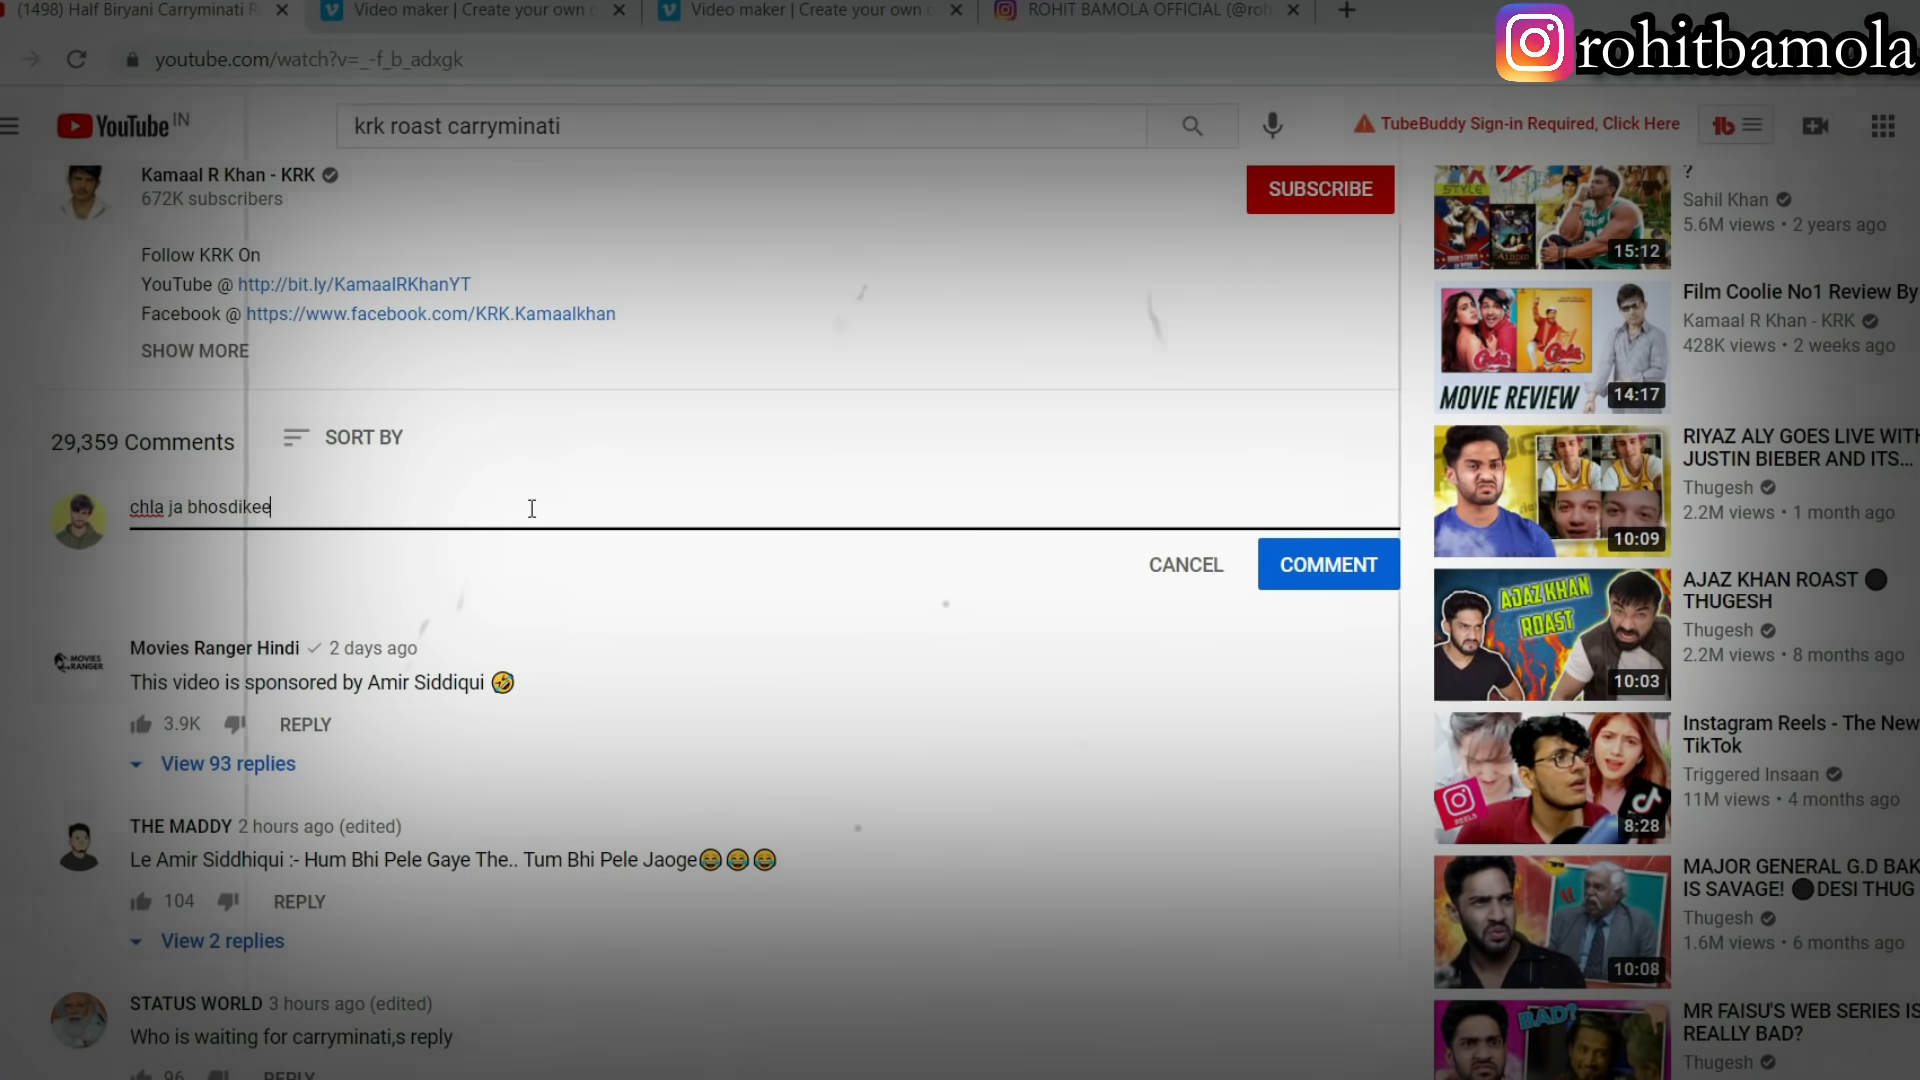 (1498) Half Biryani Carryminati
Video maker | Create your own
Video maker | Create your own
ROHIT BAMOLA OFFICIAL (@roh
rohitbamola
youtube.com/watch?v=_-f_b_adxgk
YouTube IN
krk roast carryminati
TubeBuddy Sign-in Required, Click Here
tb
Kamaal R Khan - KRK
672K subscribers
SUBSCRIBE
Follow KRK On
YouTube @ http://bit.ly/KamaalRKhanYT
Facebook @ https://www.facebook.com/KRK.Kamaalkhan
SHOW MORE
29,359 Comments
SORT BY
chla ja bhosdikee
CANCEL
COMMENT
Movies Ranger Hindi 2 days ago
MOVIES
RANGER
This video is sponsored by Amir Siddiqui 🤣
3.9K
REPLY
View 93 replies
THE MADDY 2 hours ago (edited)
Le Amir Siddhiqui :- Hum Bhi Pele Gaye The.. Tum Bhi Pele Jaoge😂😂😂
104
REPLY
View 2 replies
STATUS WORLD 3 hours ago (edited)
Who is waiting for carryminati,s reply
96
REPLY
?
Sahil Khan
5.6M views • 2 years ago
STYLE
15:12
Film Coolie No1 Review By
Kamaal R Khan - KRK
428K views • 2 weeks ago
MOVIE REVIEW
14:17
RIYAZ ALY GOES LIVE WITH
JUSTIN BIEBER AND ITS...
Thugesh
2.2M views • 1 month ago
10:09
AJAZ KHAN ROAST
THUGESH
Thugesh
2.2M views • 8 months ago
AJAZ KHAN
ROAST
10:03
Instagram Reels - The New
TikTok
Triggered Insaan
11M views • 4 months ago
REELS
8:28
MAJOR GENERAL G.D BAK
IS SAVAGE! DESI THUG
Thugesh
1.6M views • 6 months ago
10:08
MR FAISU'S WEB SERIES IS
REALLY BAD?
Thugesh
BAD?